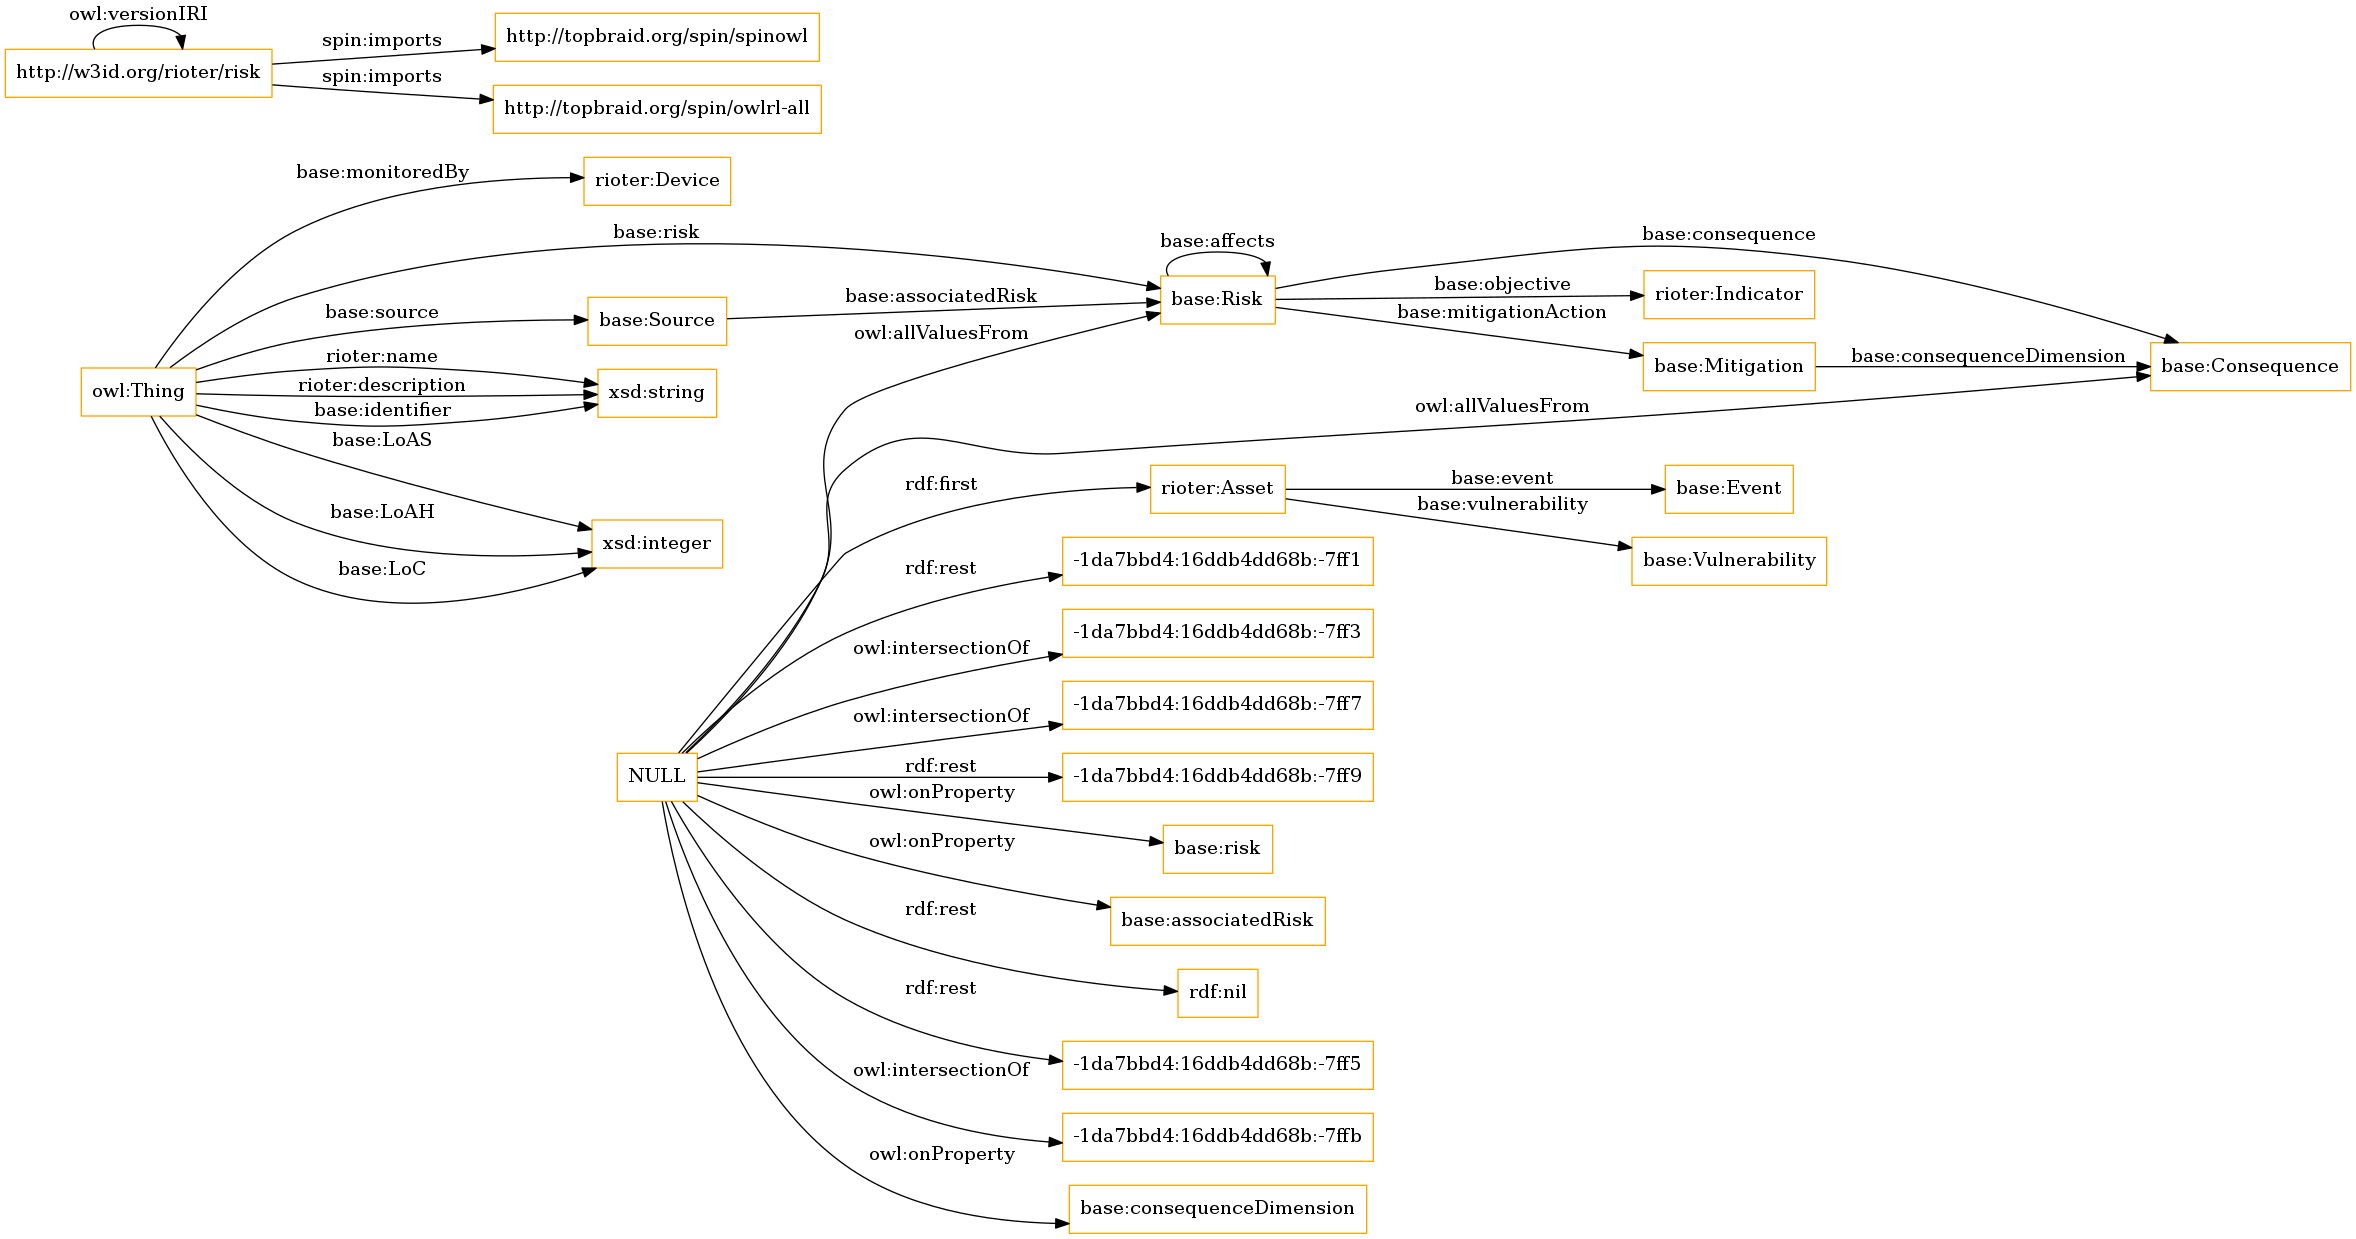 owl:versionIRI
http://w3id.org/rioter/risk
spin:imports
http://topbraid.org/spin/spinowl
spin:imports
http://topbraid.org/spin/owlrl-all
base:monitoredBy
rioter:Device
base:risk
base:affects
base:consequence
base:Risk
base:objective
rioter:Indicator
base:source
base:Source
base:associatedRisk
base:mitigationAction
base:Mitigation
base:consequenceDimension
base:Consequence
owl:allValuesFrom
rioter:name
owl:Thing
rioter:description
xsd:string
base:identifier
owl:allValuesFrom
base:LoAS
base:LoAH
xsd:integer
base:LoC
rdf:first
rioter:Asset
base:event
base:Event
base:vulnerability
base:Vulnerability
rdf:rest
-1da7bbd4:16ddb4dd68b:-7ff1
owl:intersectionOf
-1da7bbd4:16ddb4dd68b:-7ff3
owl:intersectionOf
-1da7bbd4:16ddb4dd68b:-7ff7
NULL
rdf:rest
-1da7bbd4:16ddb4dd68b:-7ff9
owl:onProperty
base:risk
owl:onProperty
base:associatedRisk
rdf:rest
rdf:nil
rdf:rest
-1da7bbd4:16ddb4dd68b:-7ff5
owl:intersectionOf
-1da7bbd4:16ddb4dd68b:-7ffb
owl:onProperty
base:consequenceDimension